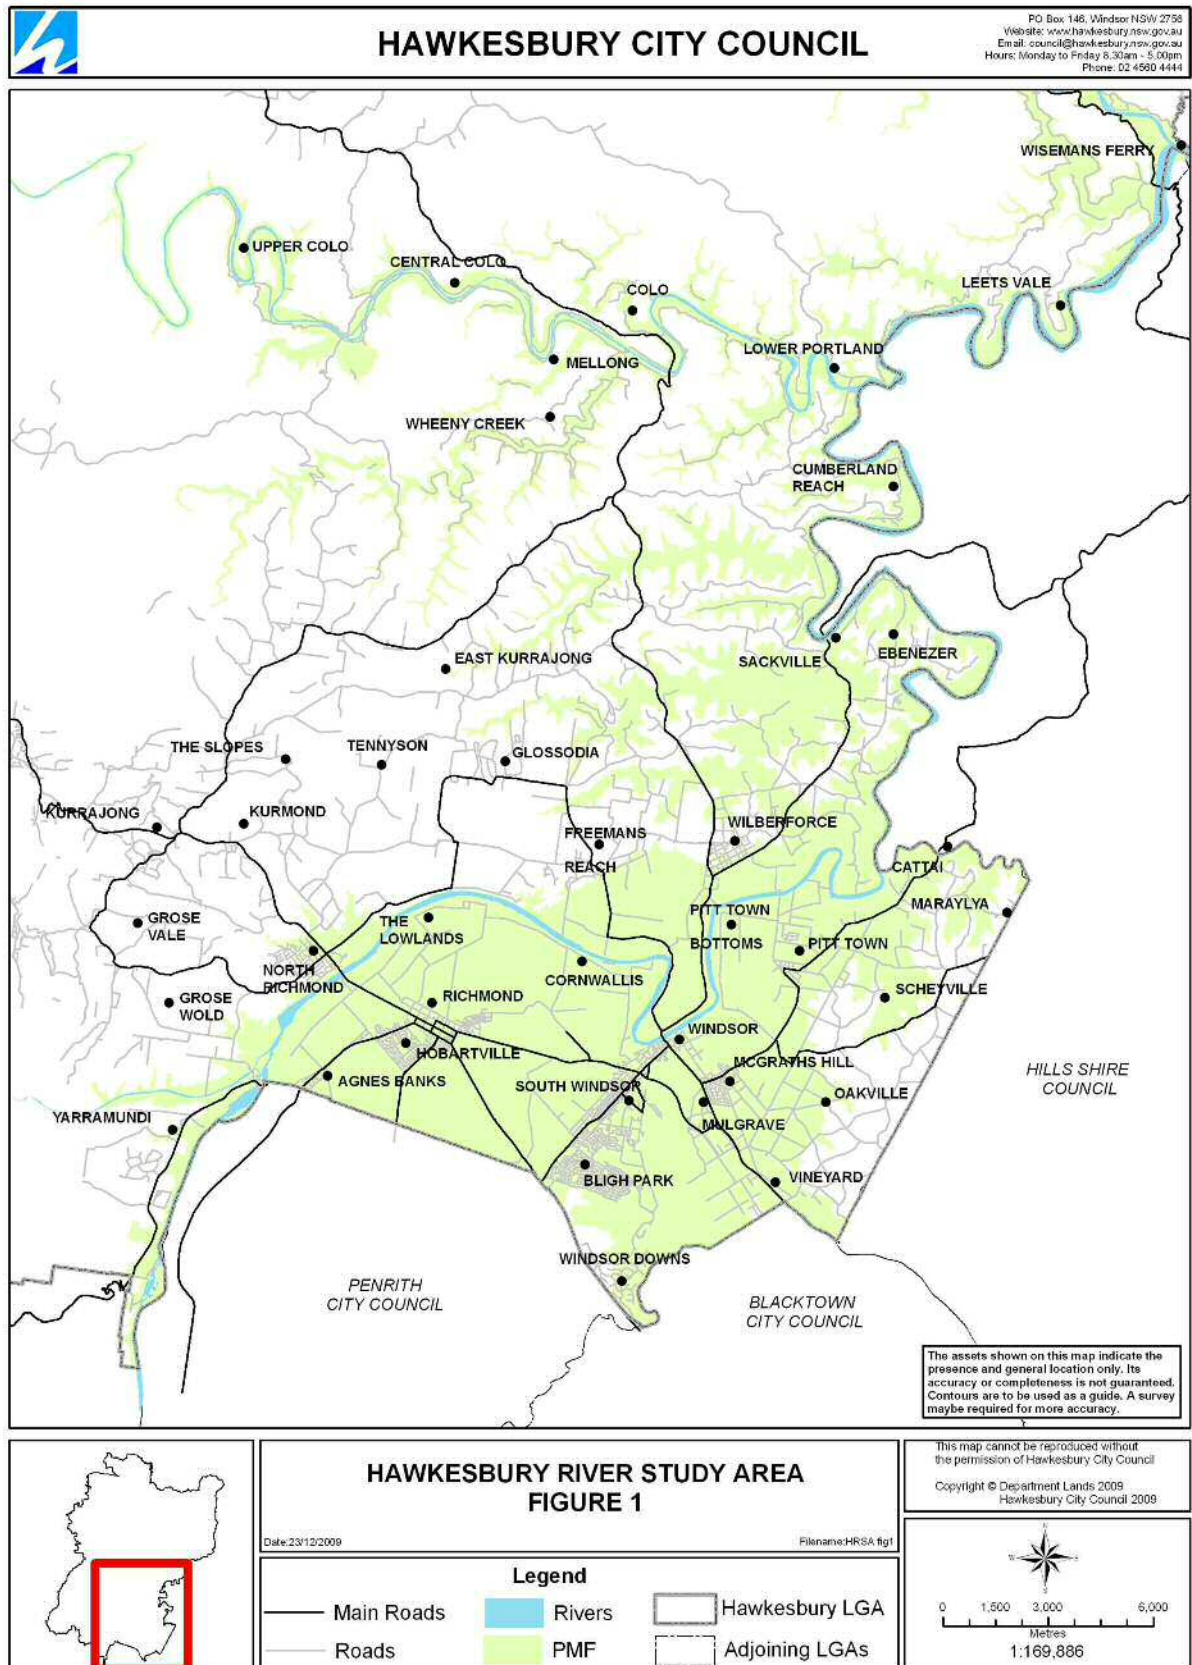 HAWKESBURY CITY COUNCIL
PO Box 146, Windsor NSW 2756
Website: www.hawkesbury.nsw.gov.au
Email: council@hawkesbury.nsw.gov.au
Hours: Monday to Friday 8.30am - 5.00pm
Phone: 02 4560 4444
WISEMANS FERRY
UPPER COLO
CENTRAL COLO
COLO
LEETS VALE
LOWER PORTLAND
MELLONG
WHEENY CREEK
CUMBERLAND
REACH
EAST KURRAJONG
SACKVILLE
EBENEZER
THE SLOPES
TENNYSON
GLOSSODIA
KURRAJONG
KURMOND
FREEMANS
REACH
WILBERFORCE
CATTAI
MARAYLYA
GROSE
VALE
THE
LOWLANDS
PITT TOWN
BOTTOMS
PITT TOWN
NORTH
RICHMOND
CORNWALLIS
SCHEYVILLE
GROSE
WOLD
RICHMOND
WINDSOR
HOBARTVILLE
MCGRATHS HILL
HILLS SHIRE
COUNCIL
AGNES BANKS
SOUTH WINDSOR
OAKVILLE
YARRAMUNDI
MULGRAVE
BLIGH PARK
VINEYARD
WINDSOR DOWNS
PENRITH
CITY COUNCIL
BLACKTOWN
CITY COUNCIL
The assets shown on this map indicate the
presence and general location only. Its
accuracy or completeness is not guaranteed.
Contours are to be used as a guide. A survey
maybe required for more accuracy.
HAWKESBURY RIVER STUDY AREA
FIGURE 1
Date:23/12/2009
Filename:HRSA fig1
This map cannot be reproduced without
the permission of Hawkesbury City Council
Copyright © Department Lands 2009
Hawkesbury City Council 2009
Legend
Main Roads
Rivers
Hawkesbury LGA
Roads
PMF
Adjoining LGAs
N
W
E
S
0 1,500 3,000 6,000
Metres
1:169,886